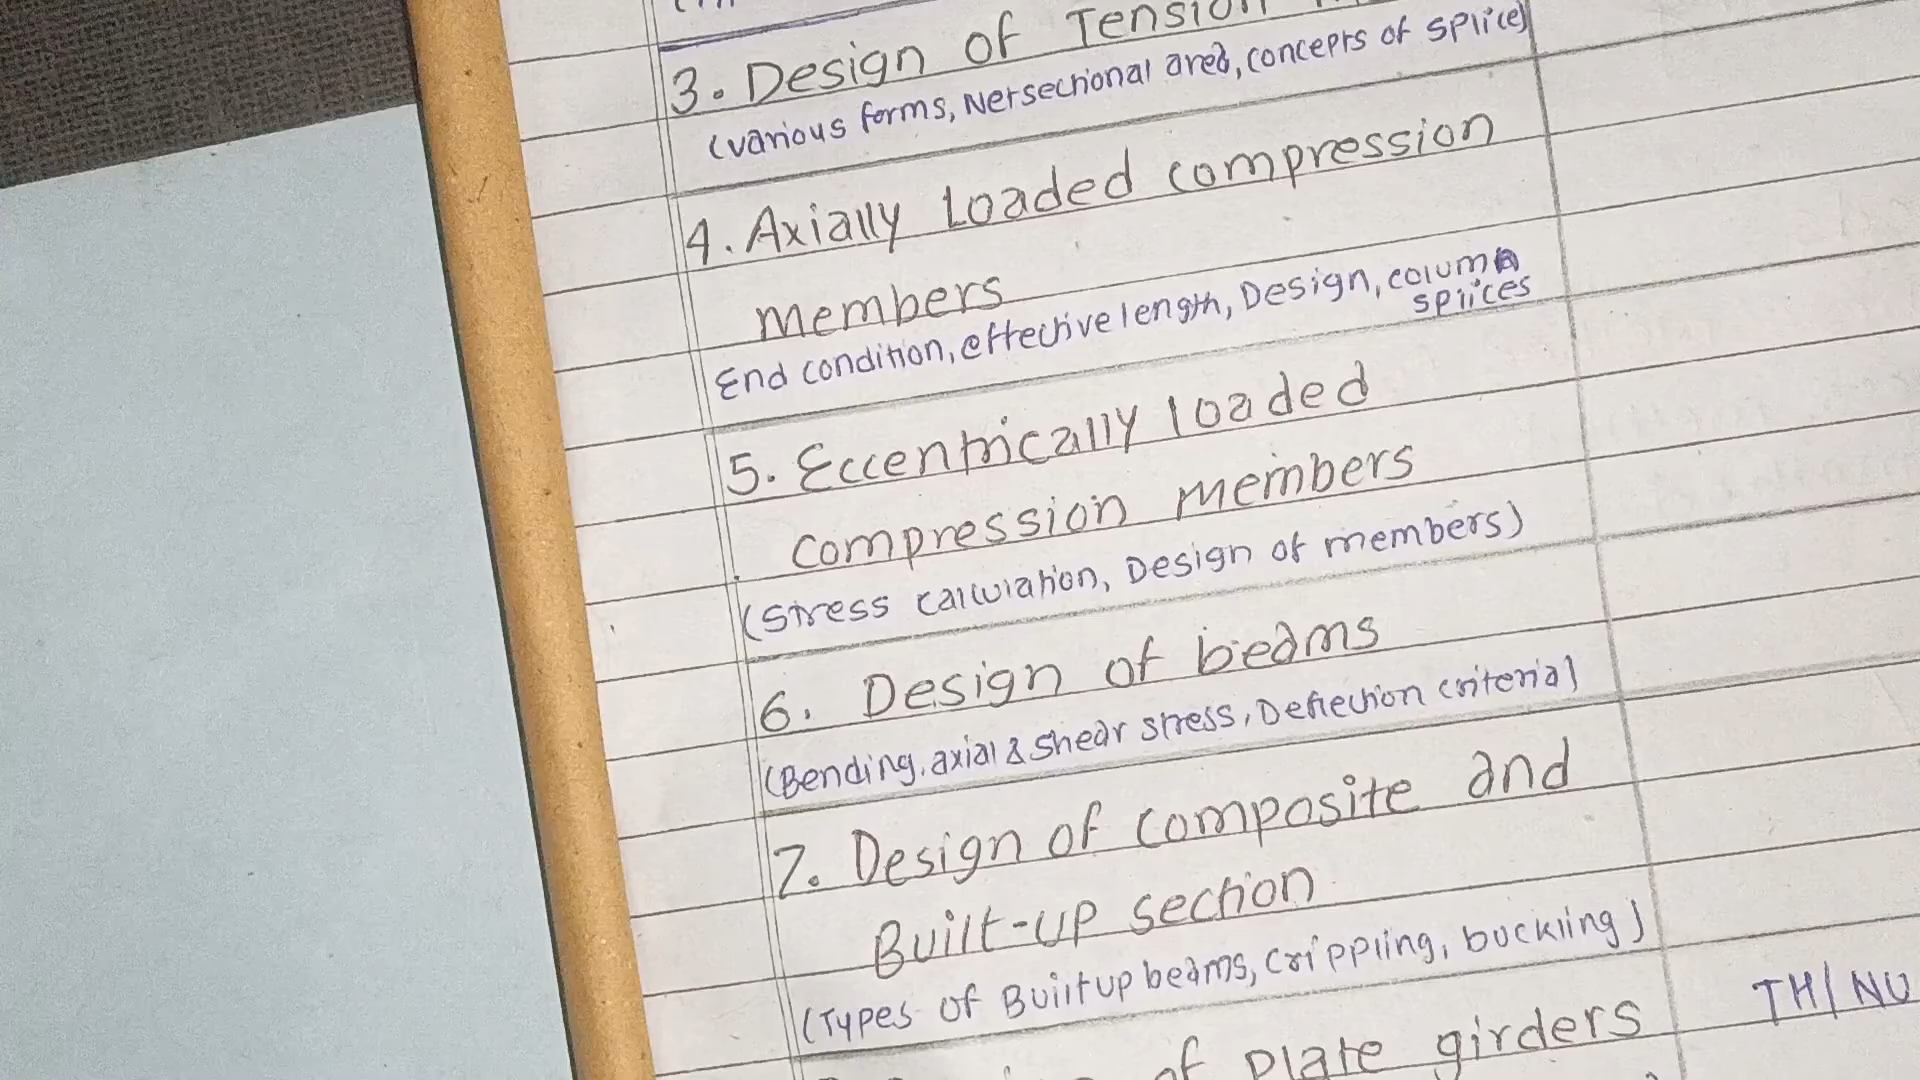 3. Design of Tension
(various forms, Netsectional area, concepts of splice)
4. Axially Loaded compression
members
End condition, effective length, Design, column
splices
5. Eccentrically loaded
compression members
(Stress calculation, Design of members)
6. Design of beams
(Bending, axial & shear stress, Deflection criteria)
7. Design of composite and
Built-up section
(Types of Builtup beams, crippling, buckling)
of plate girders
TH/NU